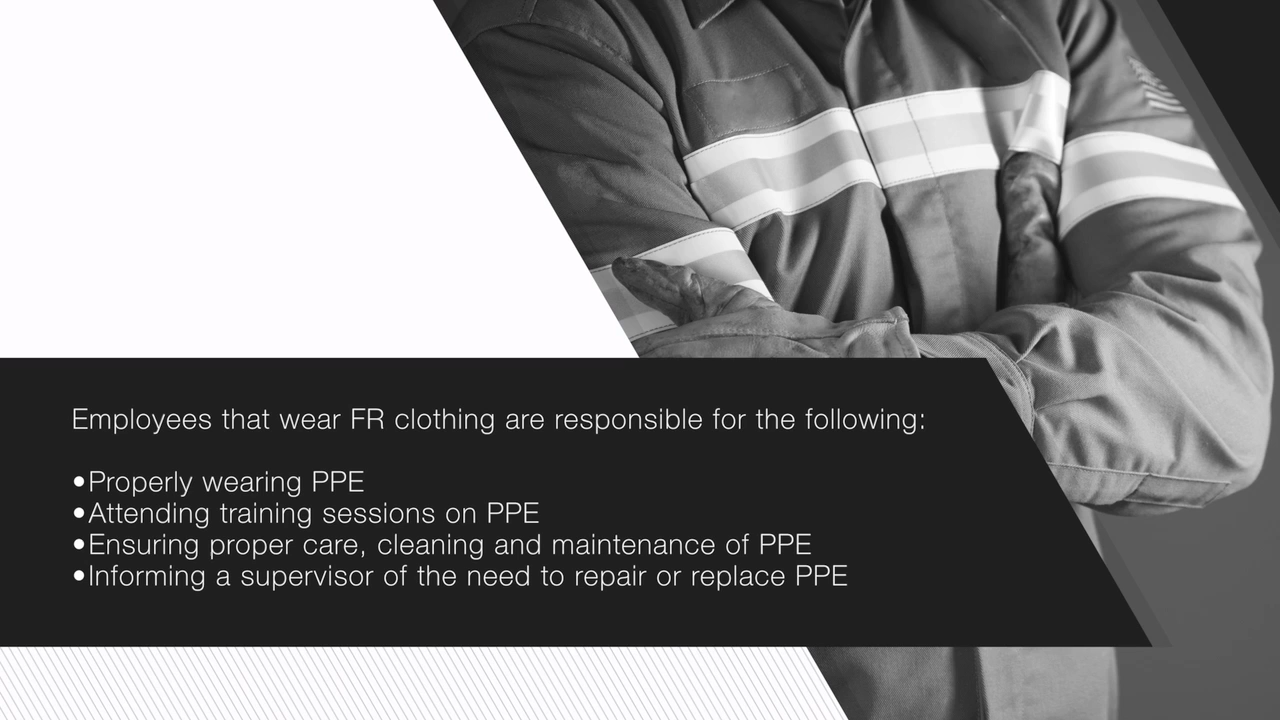 Employees that wear FR clothing are responsible for the following:
•Properly wearing PPE
•Attending training sessions on PPE
•Ensuring proper care, cleaning and maintenance of PPE
•Informing a supervisor of the need to repair or replace PPE